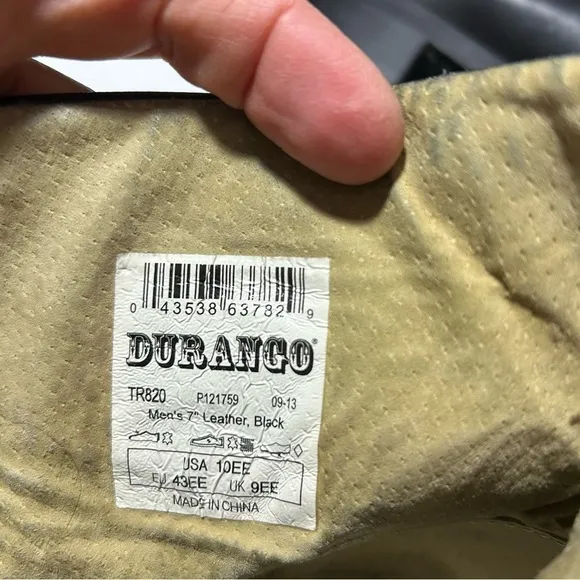 0 43538 63782 9
DURANGO®
TR820 P121759 09-13
Men's 7" Leather, Black
USA 10EE
EU 43EE UK 9EE
MADE IN CHINA